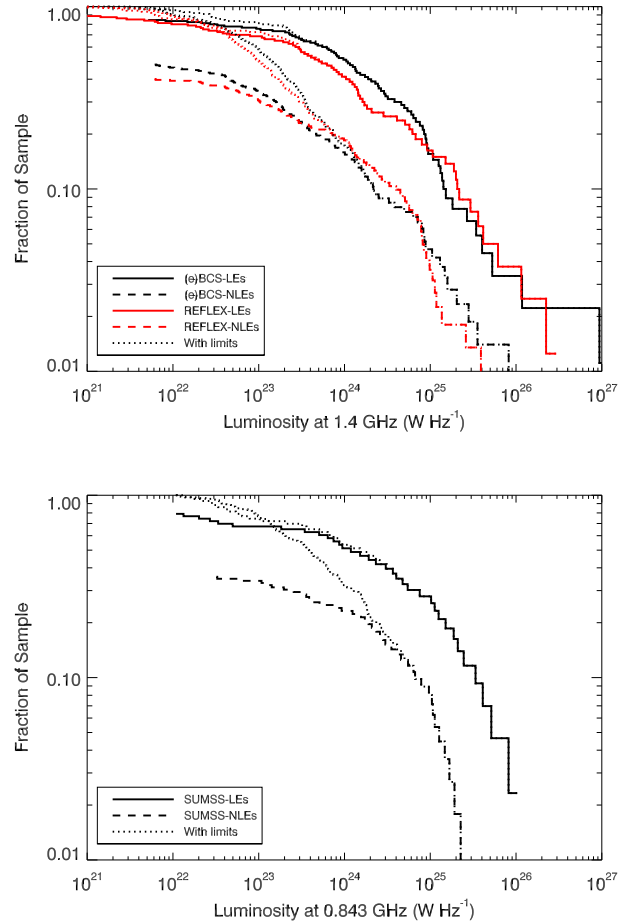 1.00
0.10
0.01
Fraction of Sample
(e)BCS-LEs
(e)BCS-NLEs
REFLEX-LEs
REFLEX-NLEs
With limits
10^21 10^22 10^23 10^24 10^25 10^26 10^27
Luminosity at 1.4 GHz (W Hz^-1)
1.00
0.10
0.01
Fraction of Sample
SUMSS-LEs
SUMSS-NLEs
With limits
10^21 10^22 10^23 10^24 10^25 10^26 10^27
Luminosity at 0.843 GHz (W Hz^-1)